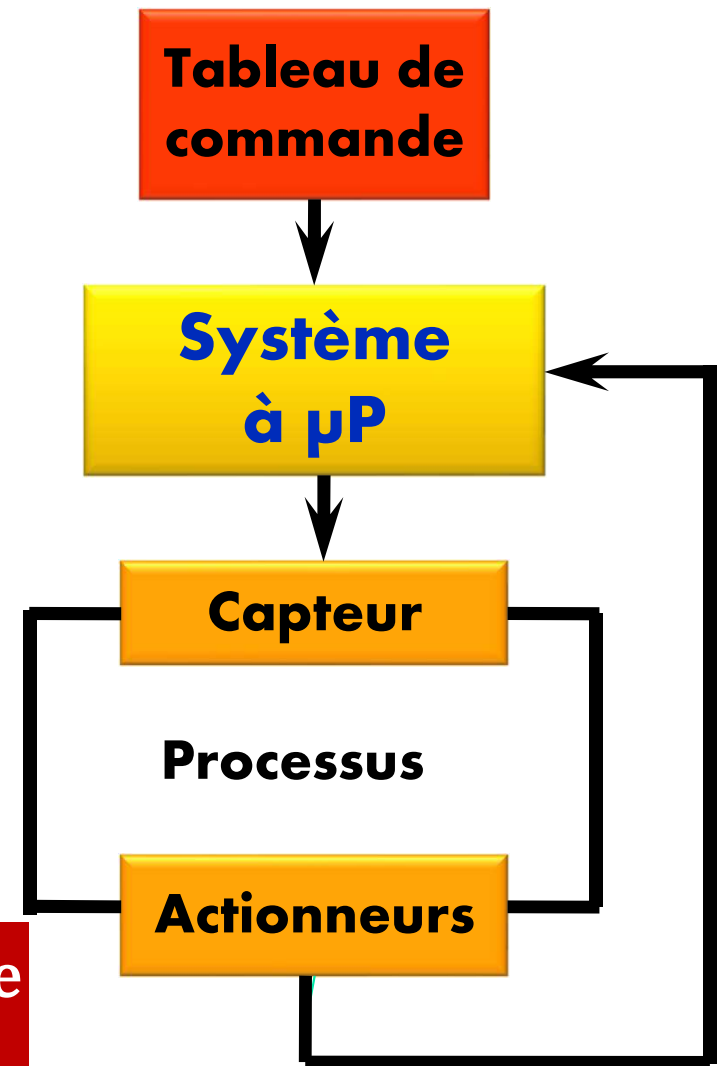 Tableau de
commande
Système
à µP
Capteur
Processus
Actionneurs
e